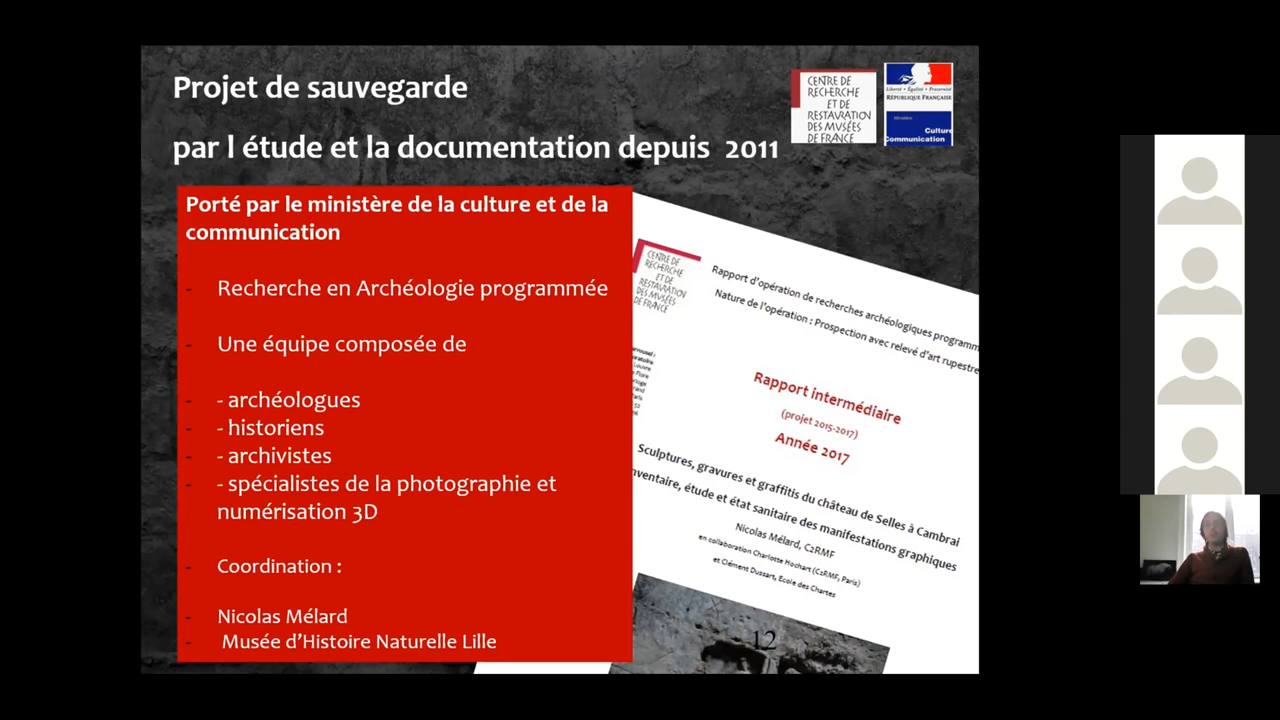 Projet de sauvegarde
par l étude et la documentation depuis 2011
CENTRE DE
RECHERCHE
ET DE
RESTAURATION
DES MUSÉES
DE FRANCE
Liberté • Égalité • Fraternité
RÉPUBLIQUE FRANÇAISE
Ministère
Culture
Communication
Porté par le ministère de la culture et de la
communication
- Recherche en Archéologie programmée
- Une équipe composée de
- - archéologues
- - historiens
- - archivistes
- - spécialistes de la photographie et
numérisation 3D
- Coordination :
- Nicolas Mélard
- Musée d’Histoire Naturelle Lille
CENTRE DE
RECHERCHE
ET DE
RESTAURATION
DES MUSÉES
DE FRANCE
Rapport d’opération de recherches archéologiques programm
Nature de l’opération : Prospection avec relevé d’art rupestre
Rapport intermédiaire
(projet 2015-2017)
Année 2017
Sculptures, gravures et graffitis du château de Selles à Cambrai
nventaire, étude et état sanitaire des manifestations graphiques
Nicolas Mélard, C2RMF
en collaboration Charlotte Hochart (C2RMF, Paris)
et Clément Dussart, Ecole des Chartes
12